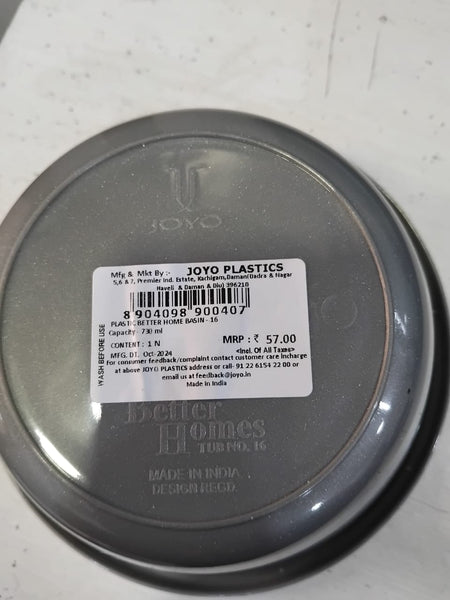 JOYO
Mfg & Mkt By :- JOYO PLASTICS
5,6 & 7, Premier Ind. Estate, Kachigam, Daman(Dadra & Nagar
Haveli & Daman & Diu) 396210
8 904098 900407
PLASTIC BETTER HOME BASIN - 16
Capacity - 730 ml
MRP : ₹ 57.00
CONTENT : 1 N
<Incl. Of All Taxes>
MFG. DT. Oct-2024
For consumer feedback/complaint contact customer care incharge
at above JOYO PLASTICS address or call- 91 22 6154 22 00 or
email us at feedback@joyo.in
Made in India
WASH BEFORE USE
Better
Homes
TUB NO. 16
MADE IN INDIA
DESIGN REGD.